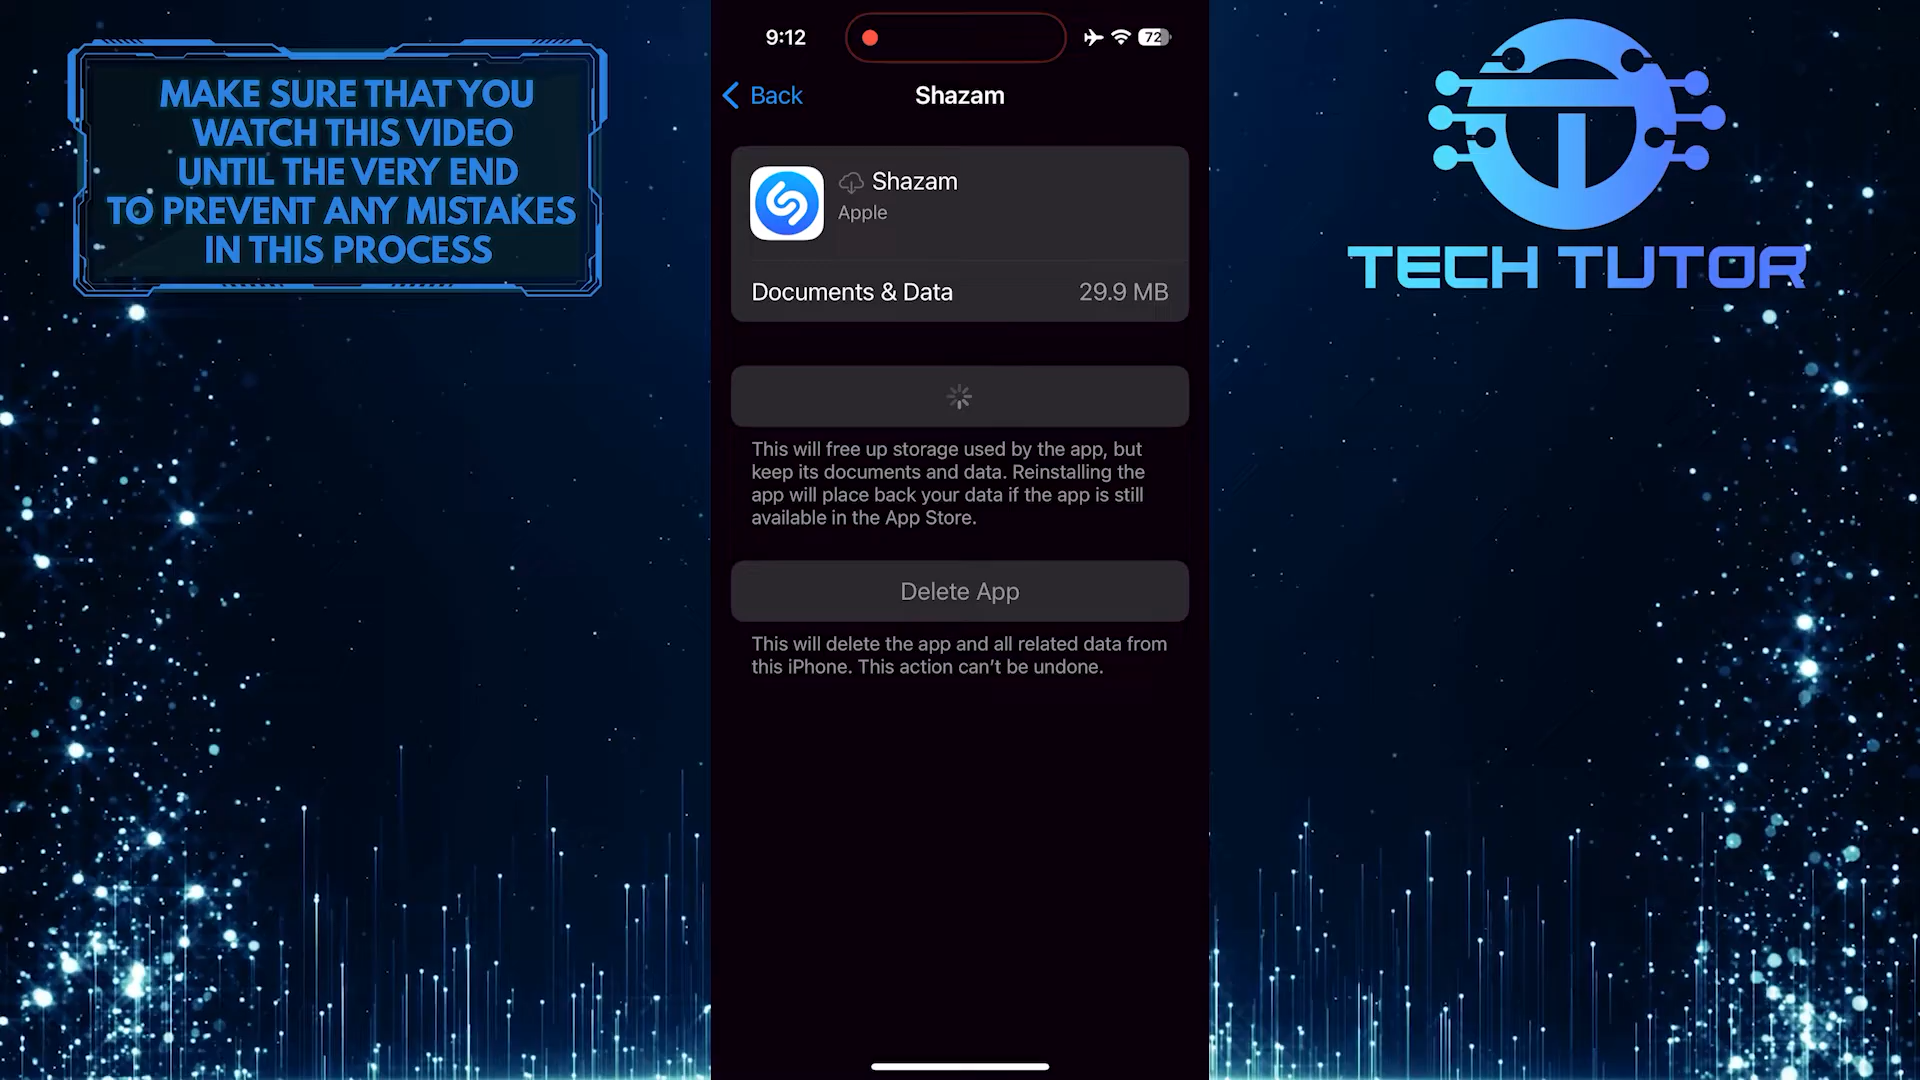 MAKE SURE THAT YOU
WATCH THIS VIDEO
UNTIL THE VERY END
TO PREVENT ANY MISTAKES
IN THIS PROCESS
9:12
72
Back
Shazam
Shazam
Apple
Documents & Data 29.9 MB
This will free up storage used by the app, but
keep its documents and data. Reinstalling the
app will place back your data if the app is still
available in the App Store.
Delete App
This will delete the app and all related data from
this iPhone. This action can't be undone.
TECH TUTOR